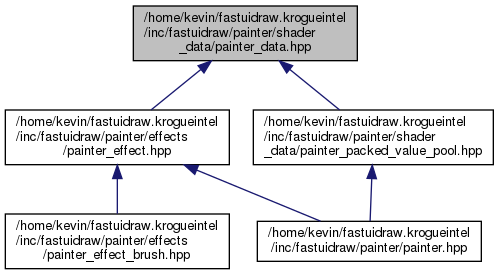 /home/kevin/fastuidraw.krogueintel
/inc/fastuidraw/painter/shader
_data/painter_data.hpp
/home/kevin/fastuidraw.krogueintel
/inc/fastuidraw/painter/effects
/painter_effect.hpp
/home/kevin/fastuidraw.krogueintel
/inc/fastuidraw/painter/shader
_data/painter_packed_value_pool.hpp
/home/kevin/fastuidraw.krogueintel
/inc/fastuidraw/painter/effects
/painter_effect_brush.hpp
/home/kevin/fastuidraw.krogueintel
/inc/fastuidraw/painter/painter.hpp